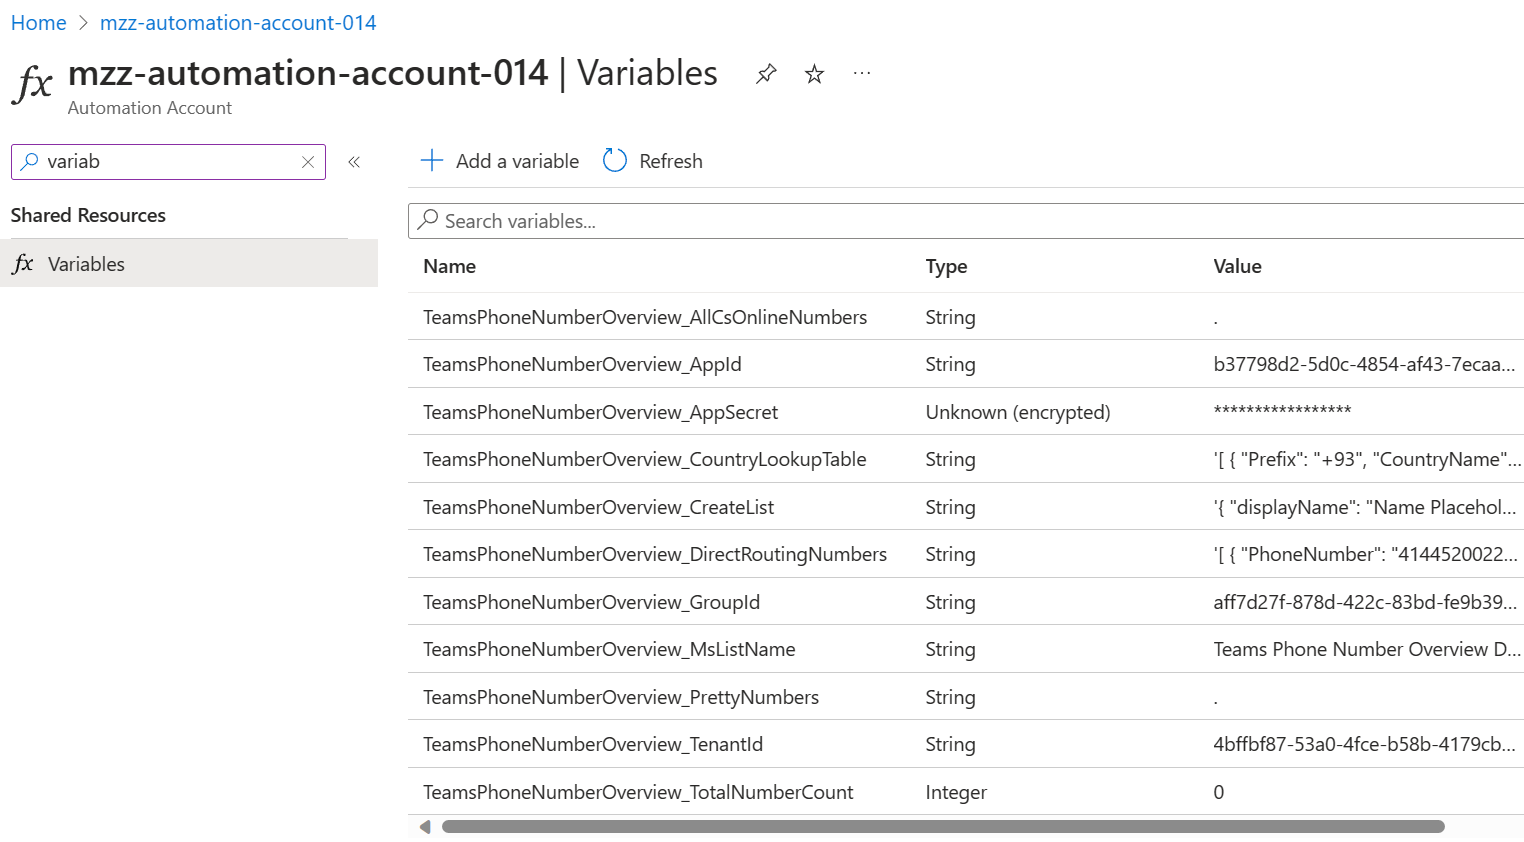 Home > mzz-automation-account-014
fx mzz-automation-account-014 | Variables ...
Automation Account
variab
+ Add a variable Refresh
Shared Resources
Search variables...
fx Variables
Name Type Value
TeamsPhoneNumberOverview_AllCsOnlineNumbers String .
TeamsPhoneNumberOverview_AppId String b37798d2-5d0c-4854-af43-7ecaa...
TeamsPhoneNumberOverview_AppSecret Unknown (encrypted) *****************
TeamsPhoneNumberOverview_CountryLookupTable String '[ { "Prefix": "+93", "CountryName"...
TeamsPhoneNumberOverview_CreateList String '{ "displayName": "Name Placehol...
TeamsPhoneNumberOverview_DirectRoutingNumbers String '[ { "PhoneNumber": "4144520022...
TeamsPhoneNumberOverview_GroupId String aff7d27f-878d-422c-83bd-fe9b39...
TeamsPhoneNumberOverview_MsListName String Teams Phone Number Overview D...
TeamsPhoneNumberOverview_PrettyNumbers String .
TeamsPhoneNumberOverview_TenantId String 4bffbf87-53a0-4fce-b58b-4179cb...
TeamsPhoneNumberOverview_TotalNumberCount Integer 0